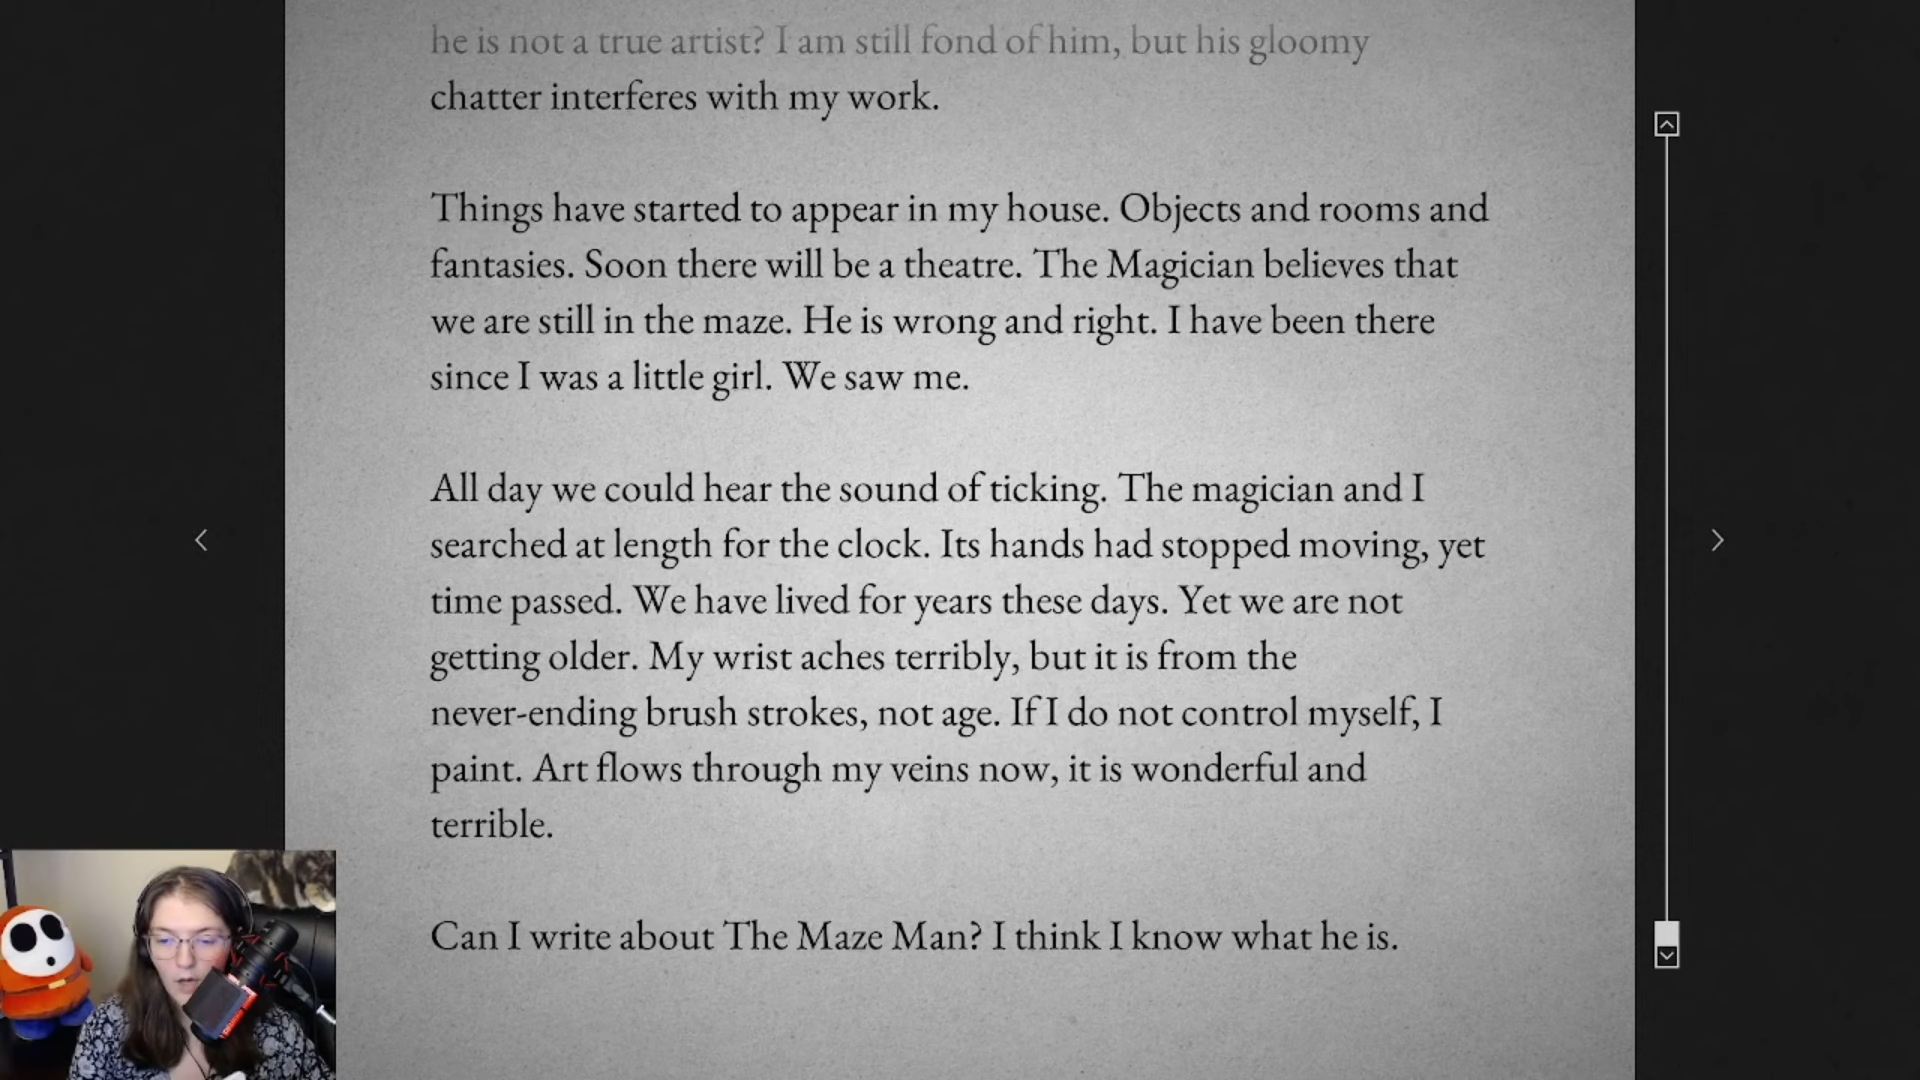 he is not a true artist? I am still fond of him, but his gloomy
chatter interferes with my work.
Things have started to appear in my house. Objects and rooms and
fantasies. Soon there will be a theatre. The Magician believes that
we are still in the maze. He is wrong and right. I have been there
since I was a little girl. We saw me.
All day we could hear the sound of ticking. The magician and I
searched at length for the clock. Its hands had stopped moving, yet
time passed. We have lived for years these days. Yet we are not
getting older. My wrist aches terribly, but it is from the
never-ending brush strokes, not age. If I do not control myself, I
paint. Art flows through my veins now, it is wonderful and
terrible.
Can I write about The Maze Man? I think I know what he is.